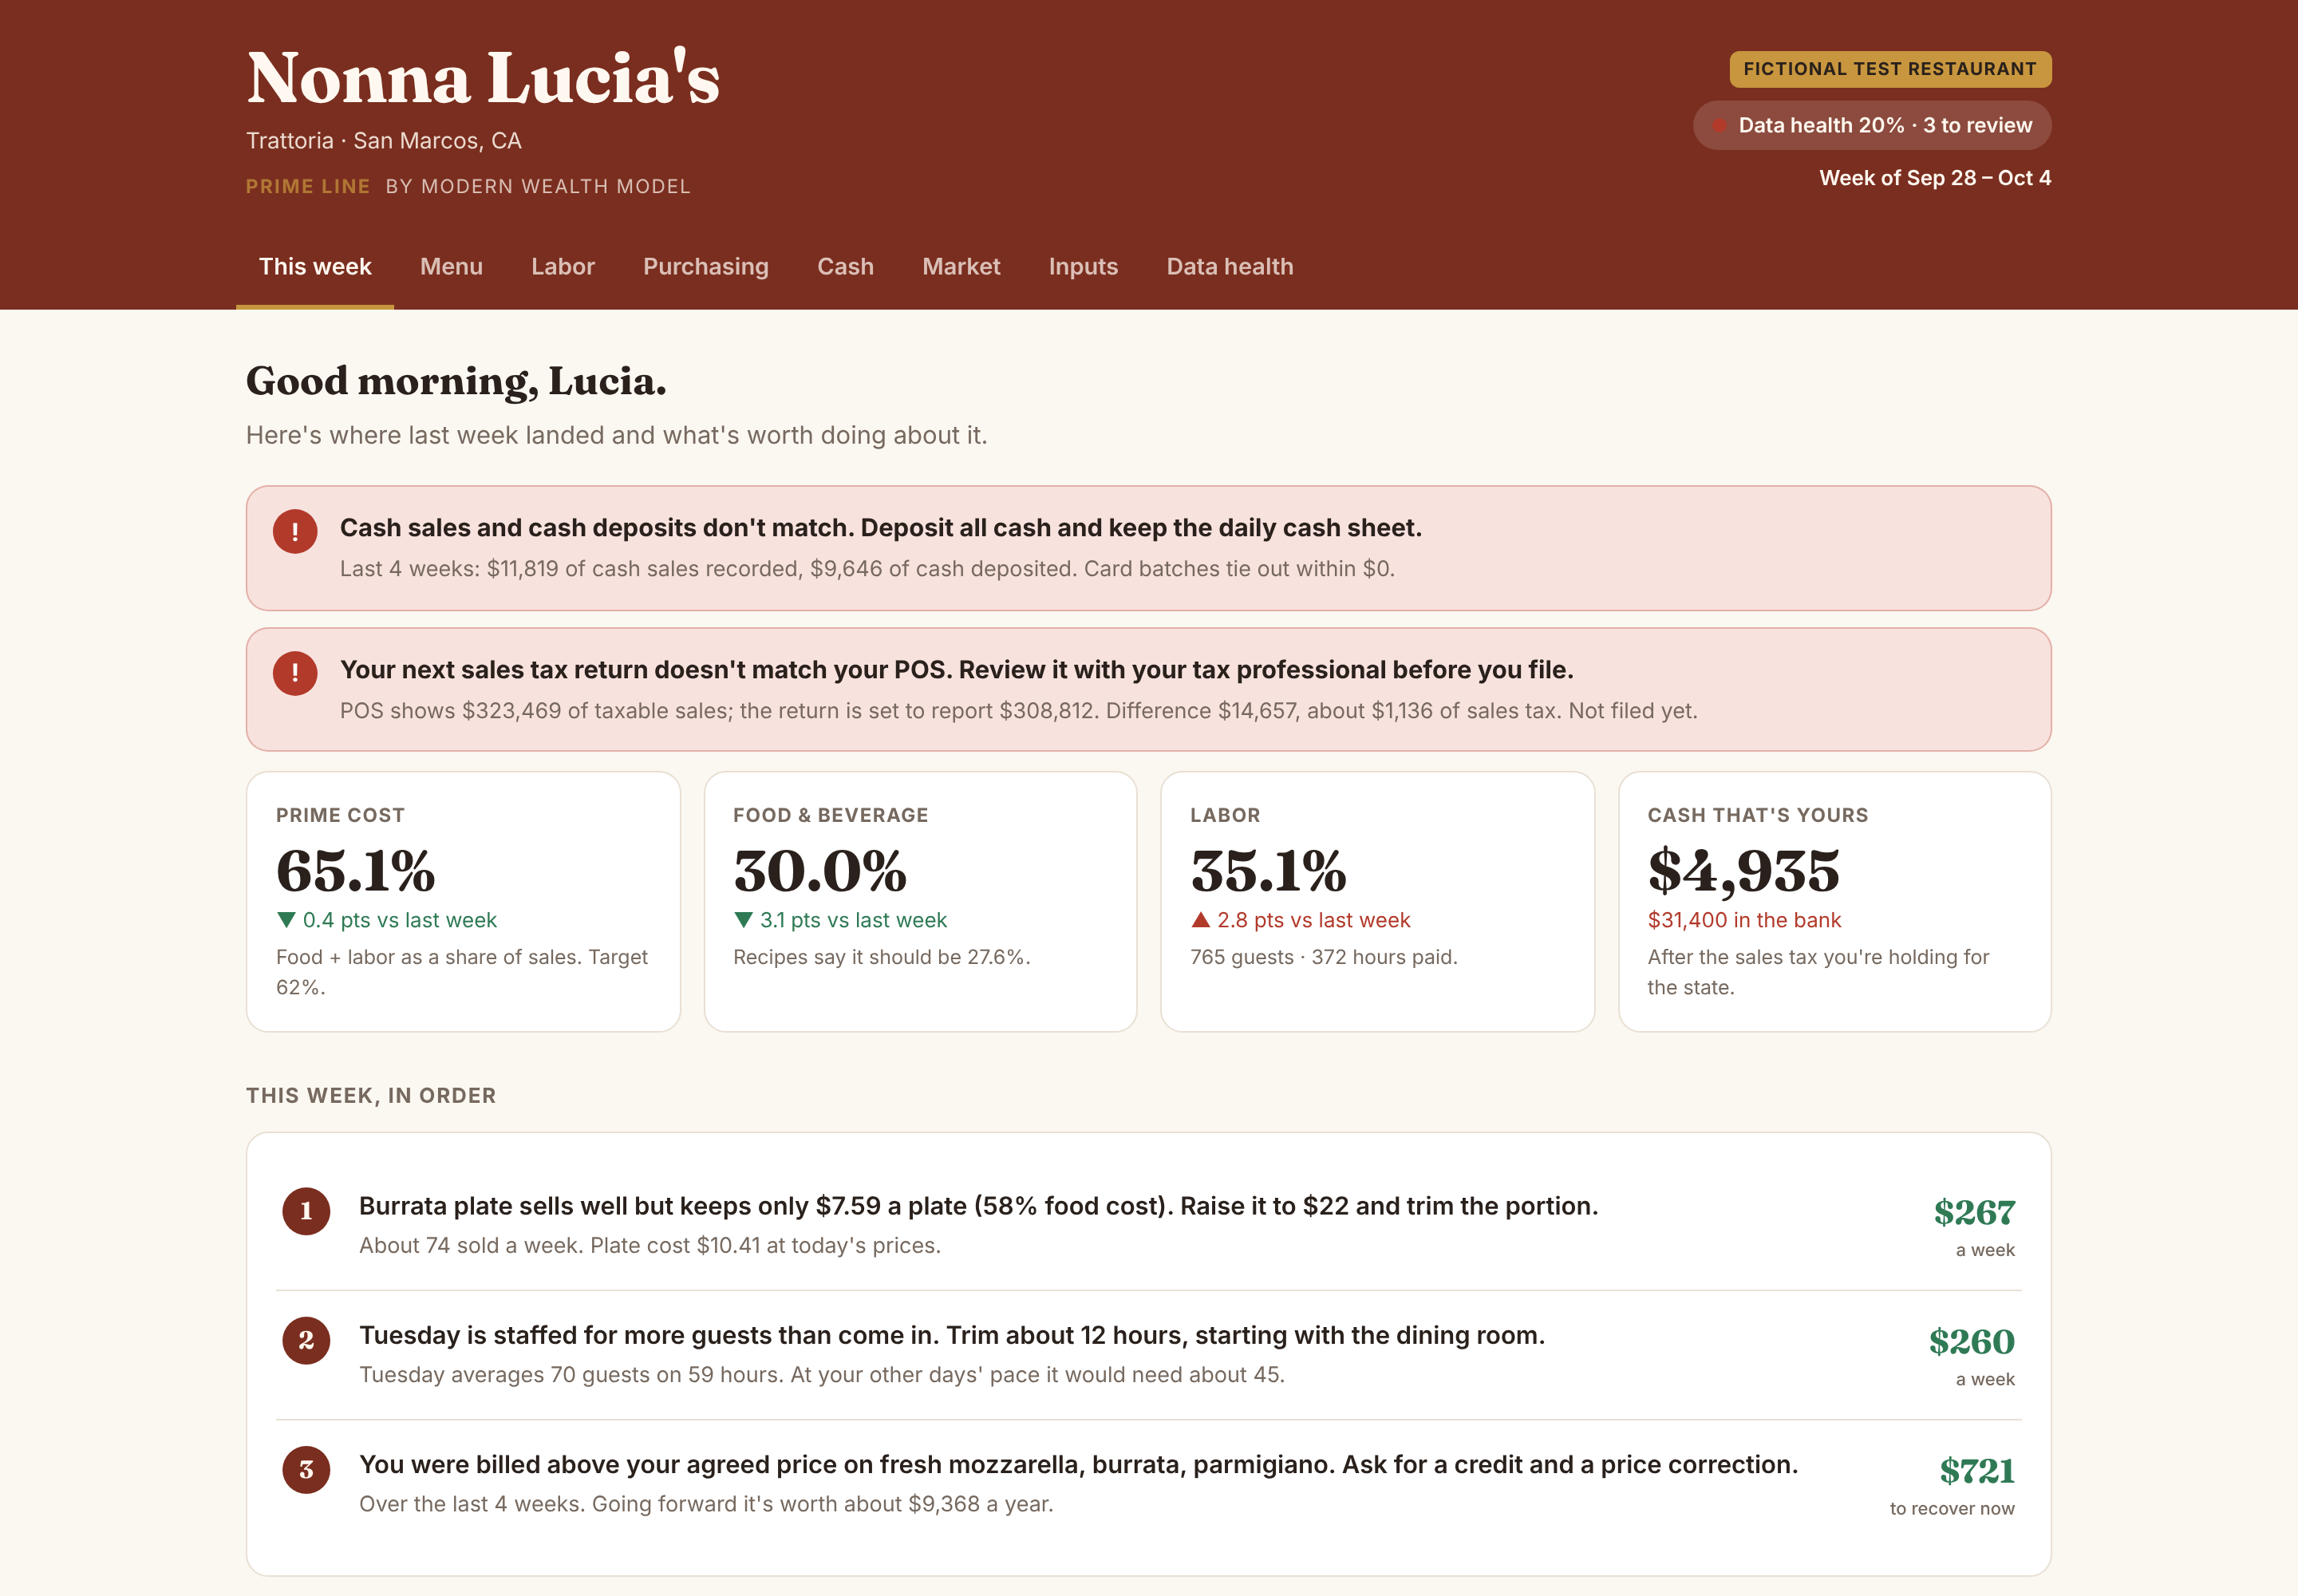 Nonna Lucia's
Trattoria · San Marcos, CA
PRIME LINE BY MODERN WEALTH MODEL
FICTIONAL TEST RESTAURANT
Data health 20% · 3 to review
Week of Sep 28 – Oct 4
This week Menu Labor Purchasing Cash Market Inputs Data health
Good morning, Lucia.
Here's where last week landed and what's worth doing about it.
! Cash sales and cash deposits don't match. Deposit all cash and keep the daily cash sheet.
Last 4 weeks: $11,819 of cash sales recorded, $9,646 of cash deposited. Card batches tie out within $0.
! Your next sales tax return doesn't match your POS. Review it with your tax professional before you file.
POS shows $323,469 of taxable sales; the return is set to report $308,812. Difference $14,657, about $1,136 of sales tax. Not filed yet.
PRIME COST
65.1%
▼ 0.4 pts vs last week
Food + labor as a share of sales. Target
62%.
FOOD & BEVERAGE
30.0%
▼ 3.1 pts vs last week
Recipes say it should be 27.6%.
LABOR
35.1%
▲ 2.8 pts vs last week
765 guests · 372 hours paid.
CASH THAT'S YOURS
$4,935
$31,400 in the bank
After the sales tax you're holding for
the state.
THIS WEEK, IN ORDER
1 Burrata plate sells well but keeps only $7.59 a plate (58% food cost). Raise it to $22 and trim the portion.
About 74 sold a week. Plate cost $10.41 at today's prices.
$267
a week
2 Tuesday is staffed for more guests than come in. Trim about 12 hours, starting with the dining room.
Tuesday averages 70 guests on 59 hours. At your other days' pace it would need about 45.
$260
a week
3 You were billed above your agreed price on fresh mozzarella, burrata, parmigiano. Ask for a credit and a price correction.
Over the last 4 weeks. Going forward it's worth about $9,368 a year.
$721
to recover now